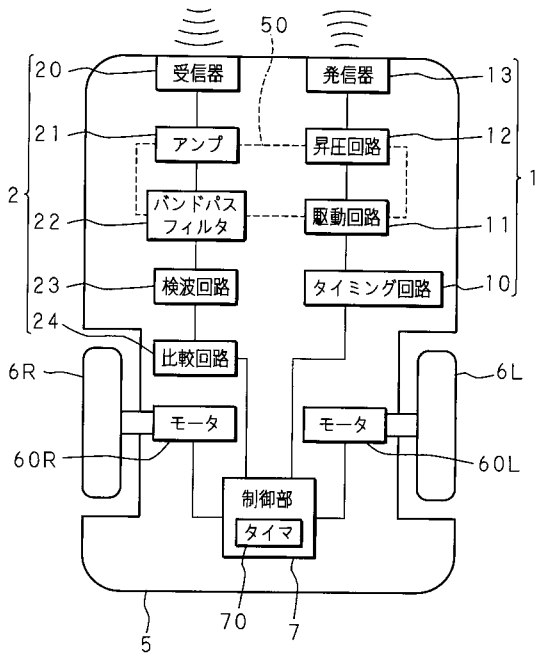 50
20
受信器
発信器
13
21
アンプ
昇圧回路
12
2
1
22
バンドパス
フィルタ
駆動回路
11
23
検波回路
タイミング回路
10
24
比較回路
6R
6L
モータ
モータ
60R
60L
制御部
タイマ
5
70
7